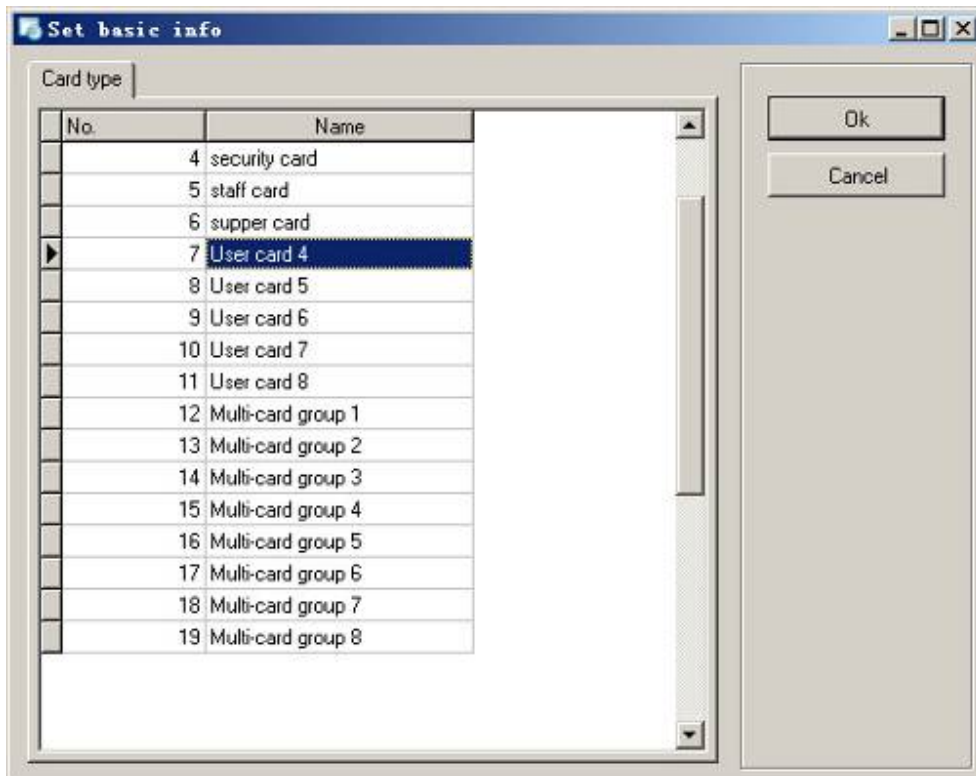 Set basic info
Card type
No. Name
4 security card
5 staff card
6 supper card
7 User card 4
8 User card 5
9 User card 6
10 User card 7
11 User card 8
12 Multi-card group 1
13 Multi-card group 2
14 Multi-card group 3
15 Multi-card group 4
16 Multi-card group 5
17 Multi-card group 6
18 Multi-card group 7
19 Multi-card group 8
Ok
Cancel